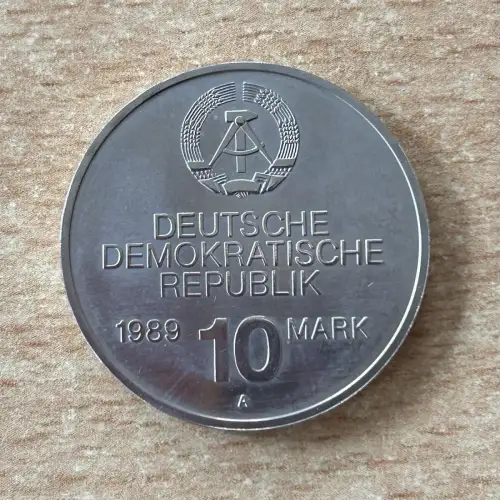 DEUTSCHE
DEMOKRATISCHE
REPUBLIK
1989 10 MARK
A